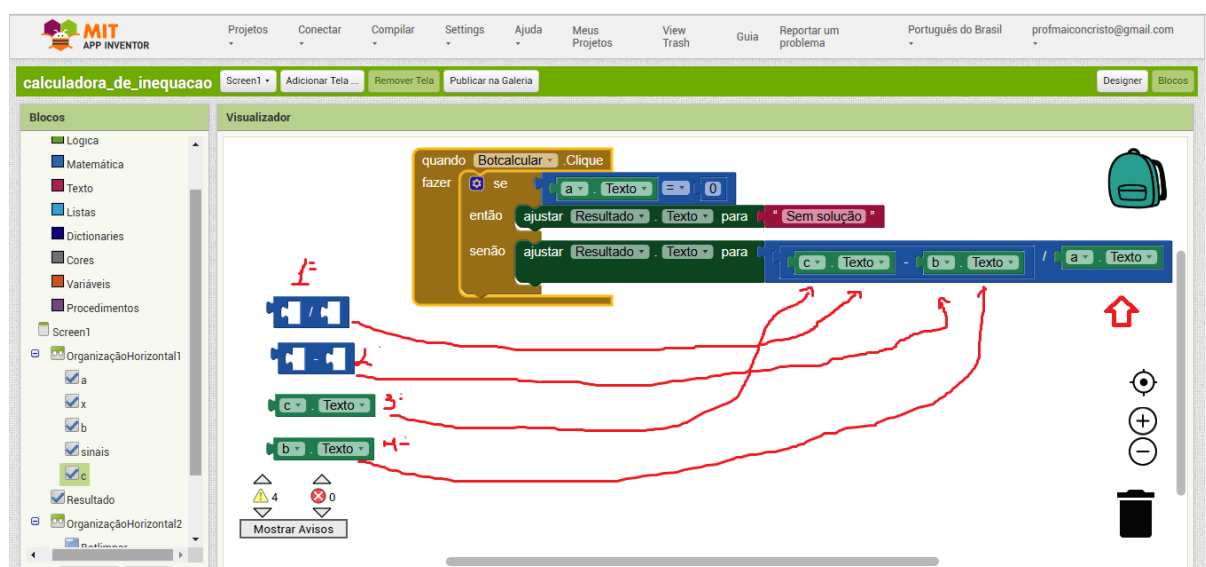 MIT
APP INVENTOR
Projetos
Conectar
Compilar
Settings
Ajuda
Meus
Projetos
View
Trash
Guia
Reportar um
problema
Português do Brasil
profmaiconcristo@gmail.com
calculadora_de_inequacao
Screen1
Adicionar Tela ...
Remover Tela
Publicar na Galeria
Designer
Blocos
Blocos
Visualizador
Lógica
Matemática
Texto
Listas
Dictionaries
Cores
Variáveis
Procedimentos
Screen1
OrganizaçãoHorizontal1
a
x
b
sinais
c
Resultado
OrganizaçãoHorizontal2
Botlimpar
quando Botcalcular .Clique
fazer se a . Texto = 0
então ajustar Resultado . Texto para " Sem solução "
senão ajustar Resultado . Texto para c . Texto - b . Texto / a . Texto
1-
/
- 2-
c . Texto 3-
b . Texto 4-
4 0
Mostrar Avisos